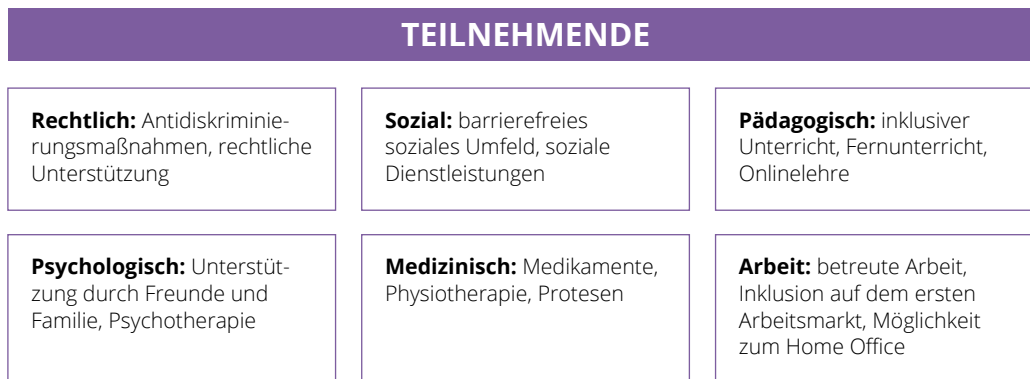 TEILNEHMENDE
Rechtlich: Antidiskriminie-
rungsmaßnahmen, rechtliche
Unterstützung
Sozial: barrierefreies
soziales Umfeld, soziale
Dienstleistungen
Pädagogisch: inklusiver
Unterricht, Fernunterricht,
Onlinelehre
Psychologisch: Unterstüt-
zung durch Freunde und
Familie, Psychotherapie
Medizinisch: Medikamente,
Physiotherapie, Protesen
Arbeit: betreute Arbeit,
Inklusion auf dem ersten
Arbeitsmarkt, Möglichkeit
zum Home Office